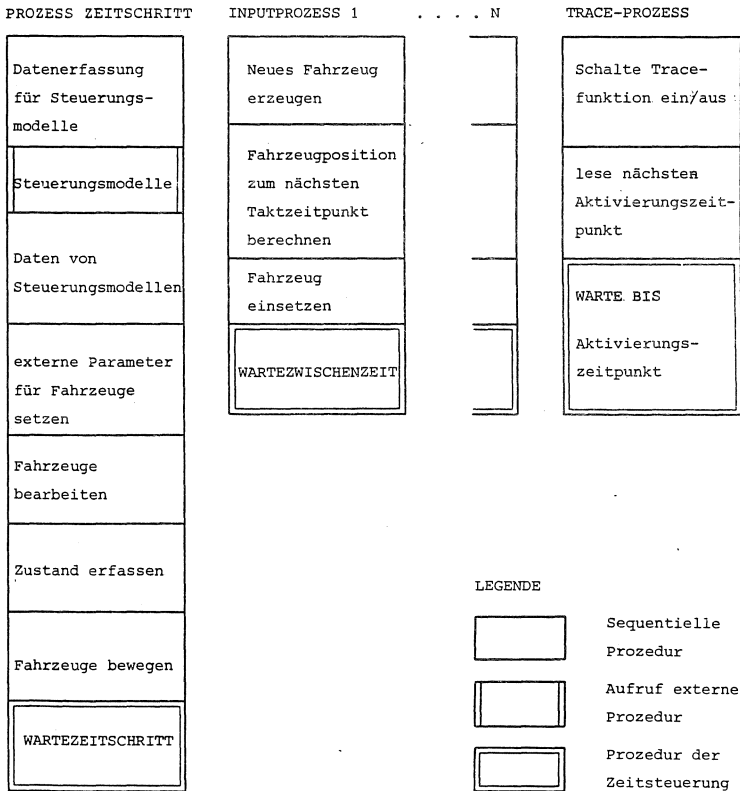 PROZESS ZEITSCHRITT
Datenerfassung
für Steuerungs-
modelle
Steuerungsmodelle
Daten von
Steuerungsmodellen
externe Parameter
für Fahrzeuge
setzen
Fahrzeuge
bearbeiten
Zustand erfassen
Fahrzeuge bewegen
WARTEZEITSCHRITT
INPUTPROZESS 1 . . . . N
Neues Fahrzeug
erzeugen
Fahrzeugposition
zum nächsten
Taktzeitpunkt
berechnen
Fahrzeug
einsetzen
WARTEZWISCHENZEIT
TRACE-PROZESS
Schalte Trace-
funktion ein/aus
lese nächsten
Aktivierungszeit-
punkt
WARTE BIS
Aktivierungs-
zeitpunkt
LEGENDE
Sequentielle
Prozedur
Aufruf externe
Prozedur
Prozedur der
Zeitsteuerung